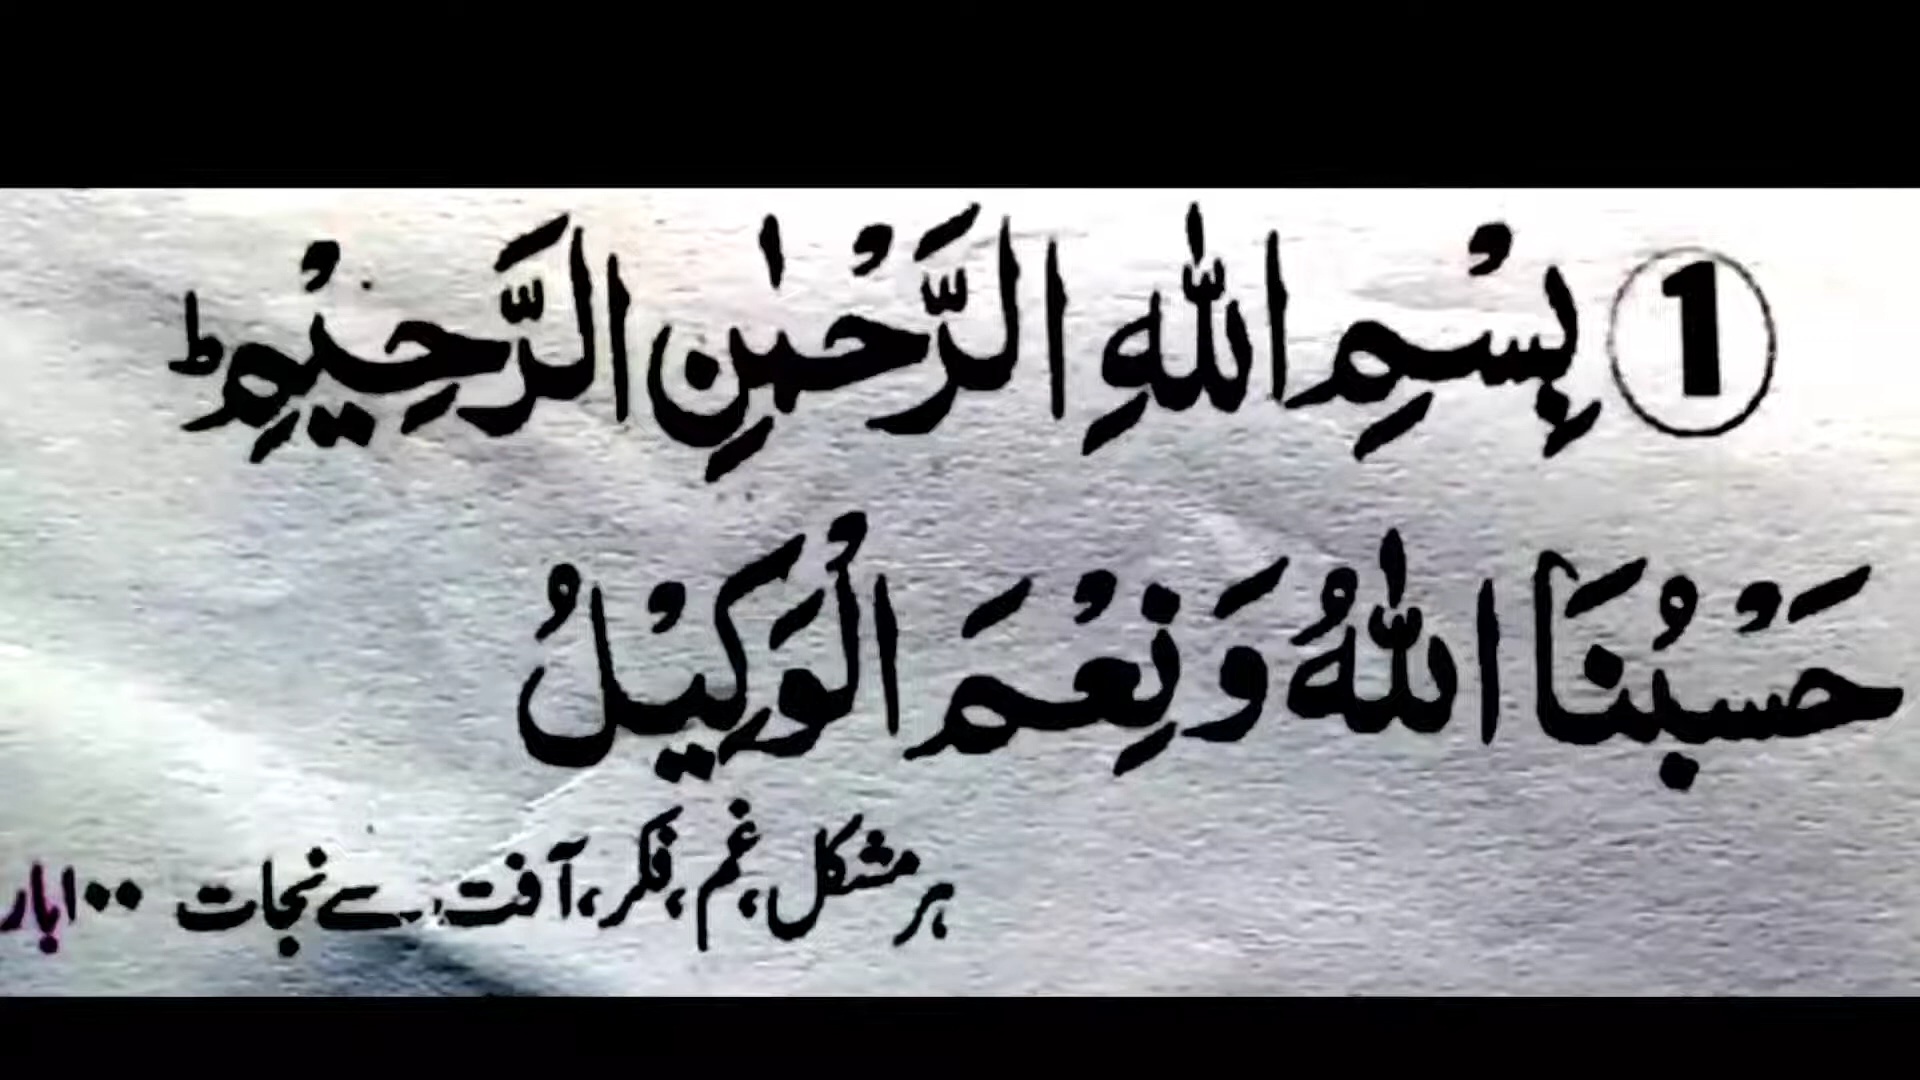 ① بِسْمِ اللّٰهِ الرَّحْمٰنِ الرَّحِيْمِ ؕ
حَسْبُنَا اللّٰهُ وَنِعْمَ الْوَكِيْلُ
ہر مشکل، غم، فکر، آفت سے نجات ۱۰۰ بار